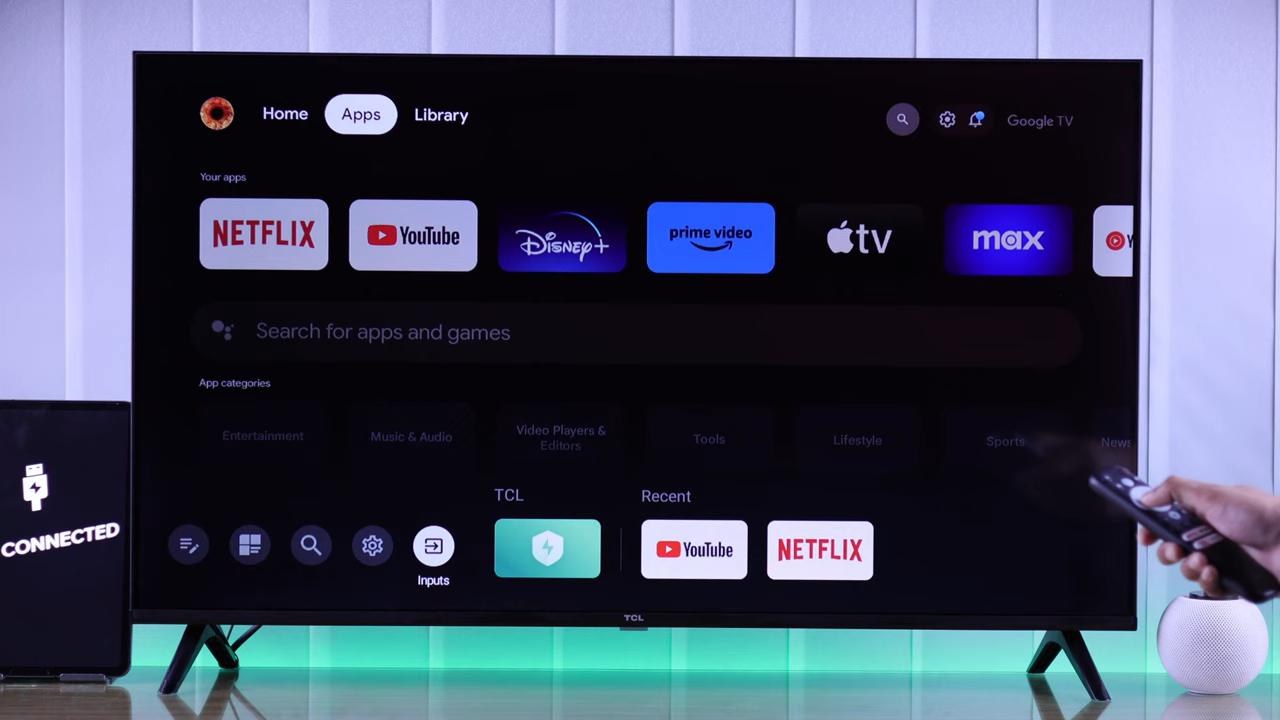 Home Apps Library
Google TV
Your apps
NETFLIX YouTube Disney+ prime video tv max
Search for apps and games
App categories
Entertainment Music & Audio Video Players & Editors Tools Lifestyle Sports News
CONNECTED
TCL Recent
YouTube NETFLIX
Inputs
TCL